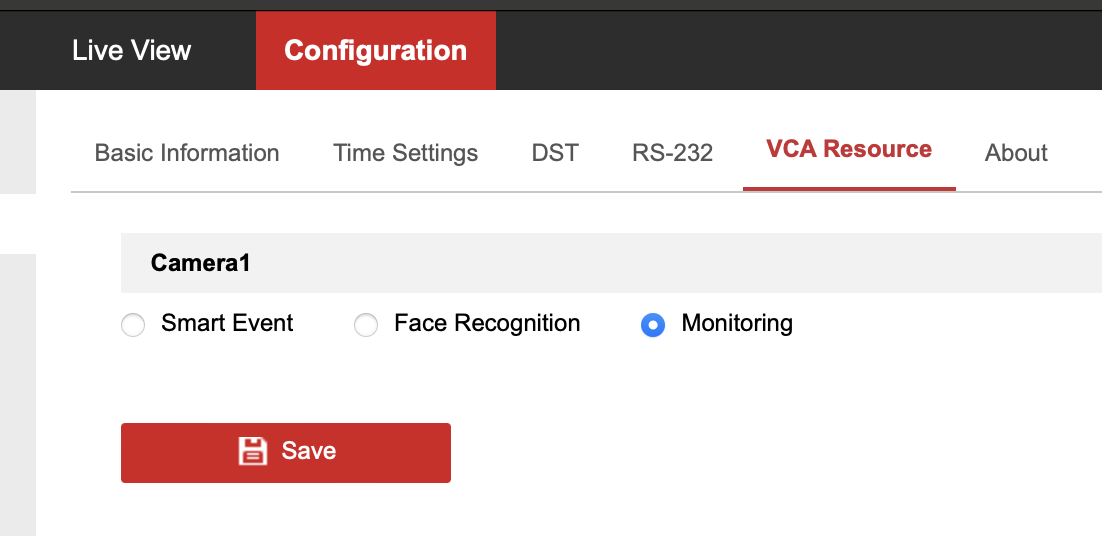 Live View Configuration
Basic Information Time Settings DST RS-232 VCA Resource About
Camera1
Smart Event Face Recognition Monitoring
Save